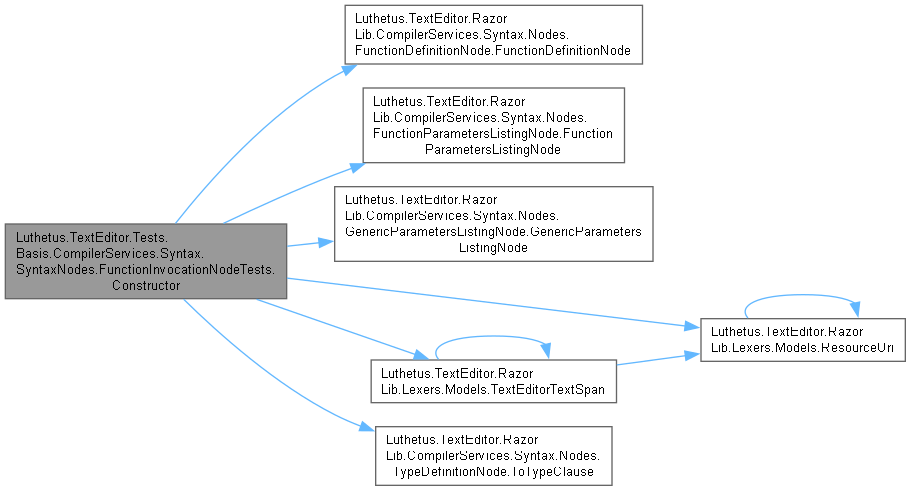 Luthetus.TextEditor.Razor
Lib.CompilerServices.Syntax.Nodes.
FunctionDefinitionNode.FunctionDefinitionNode
Luthetus.TextEditor.Razor
Lib.CompilerServices.Syntax.Nodes.
FunctionParametersListingNode.Function
ParametersListingNode
Luthetus.TextEditor.Razor
Lib.CompilerServices.Syntax.Nodes.
GenericParametersListingNode.GenericParameters
ListingNode
Luthetus.TextEditor.Tests.
Basis.CompilerServices.Syntax.
SyntaxNodes.FunctionInvocationNodeTests.
Constructor
Luthetus.TextEditor.Razor
Lib.Lexers.Models.ResourceUri
Luthetus.TextEditor.Razor
Lib.Lexers.Models.TextEditorTextSpan
Luthetus.TextEditor.Razor
Lib.CompilerServices.Syntax.Nodes.
TypeDefinitionNode.ToTypeClause